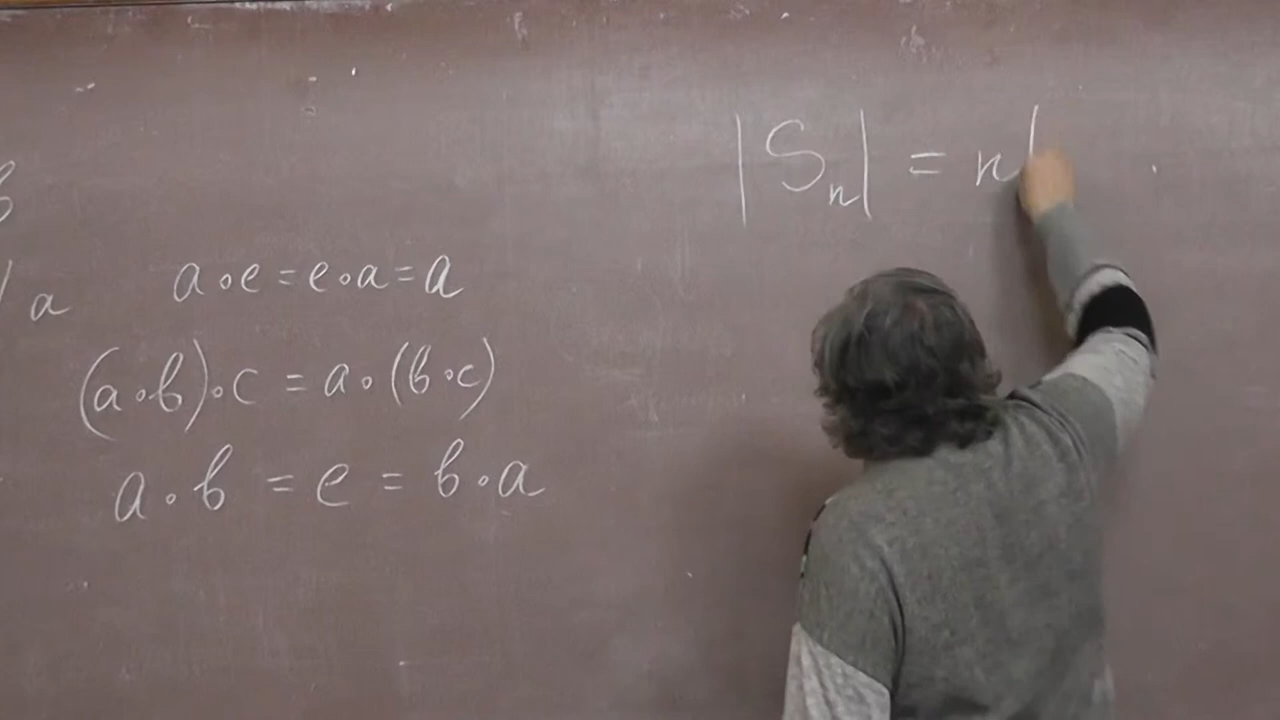 |Sₙ| = n!
в
a
a∘e = e∘a = a
(a∘в)∘c = a∘(в∘c)
a∘в = e = в∘a